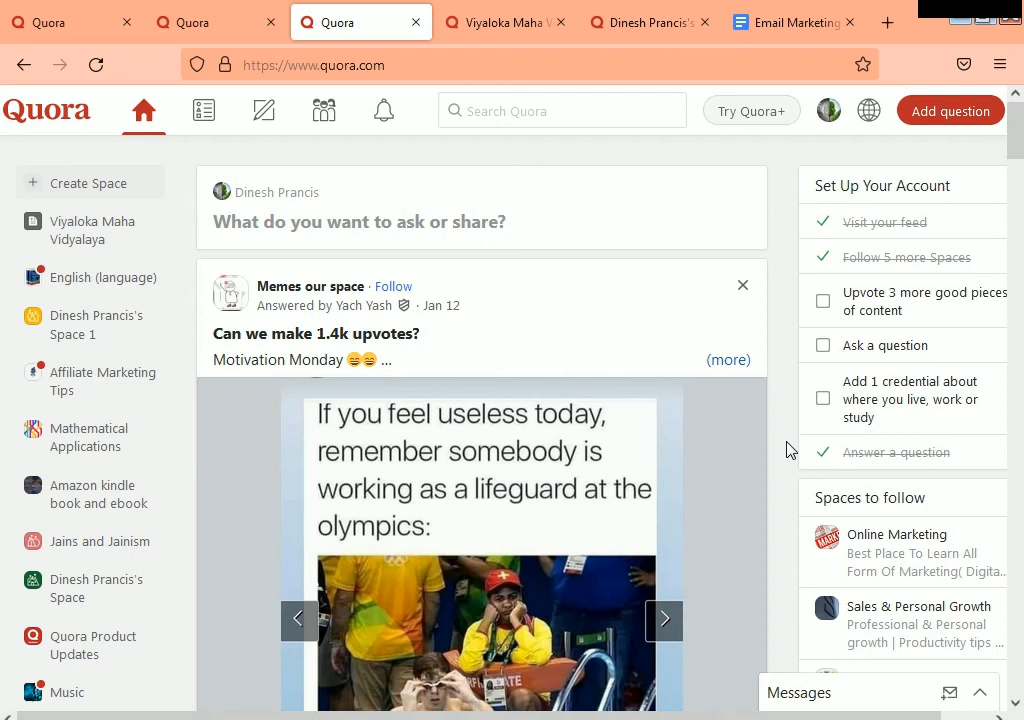 Quora
Quora
Quora
Viyaloka Maha V
Dinesh Prancis's
Email Marketing
https://www.quora.com
Quora
Search Quora
Try Quora+
Add question
Create Space
Viyaloka Maha
Vidyalaya
English (language)
Dinesh Prancis's
Space 1
Affiliate Marketing
Tips
Mathematical
Applications
Amazon kindle
book and ebook
Jains and Jainism
Dinesh Prancis's
Space
Quora Product
Updates
Music
Dinesh Prancis
What do you want to ask or share?
Memes our space · Follow
Answered by Yach Yash · Jan 12
Can we make 1.4k upvotes?
Motivation Monday 😄😄 ...
(more)
If you feel useless today,
remember somebody is
working as a lifeguard at the
olympics:
Set Up Your Account
Visit your feed
Follow 5 more Spaces
Upvote 3 more good pieces
of content
Ask a question
Add 1 credential about
where you live, work or
study
Answer a question
Spaces to follow
Online Marketing
Best Place To Learn All
Form Of Marketing( Digita...
Sales & Personal Growth
Professional & Personal
growth | Productivity tips ...
Messages